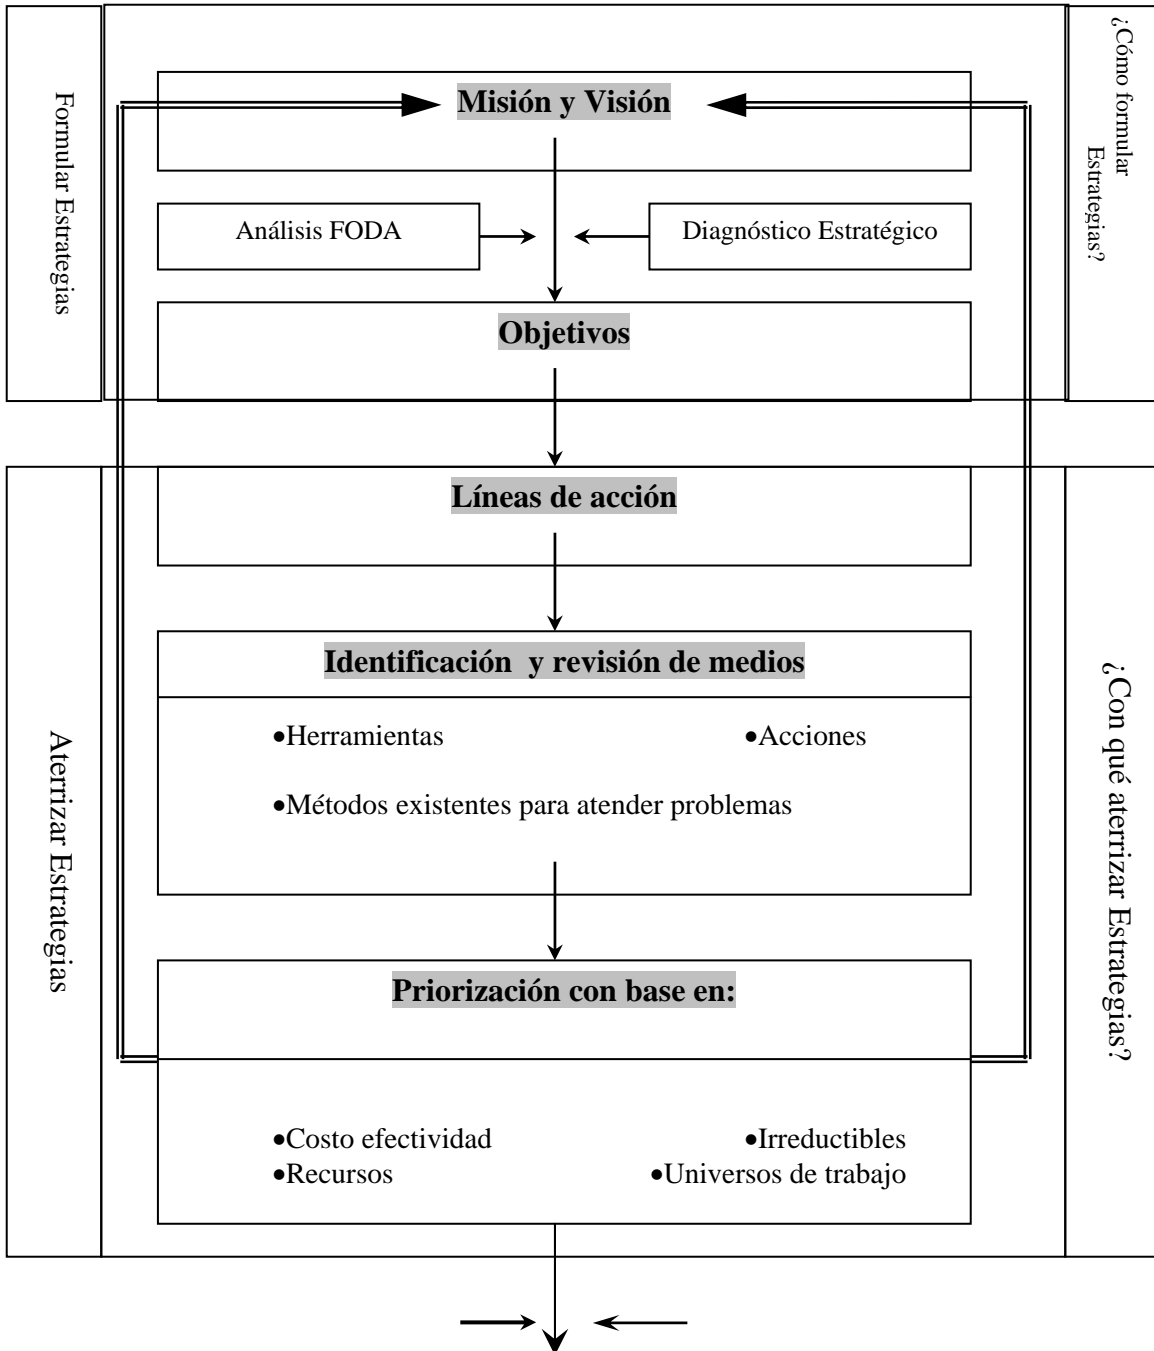 Formular Estrategias
¿Cómo formular
Estrategias?
Misión y Visión
Análisis FODA
Diagnóstico Estratégico
Objetivos
Aterrizar Estrategias
¿Con qué aterrizar Estrategias?
Líneas de acción
Identificación  y revisión de medios
•Herramientas
•Acciones
•Métodos existentes para atender problemas
Priorización con base en:
•Costo efectividad
•Irreductibles
•Recursos
•Universos de trabajo